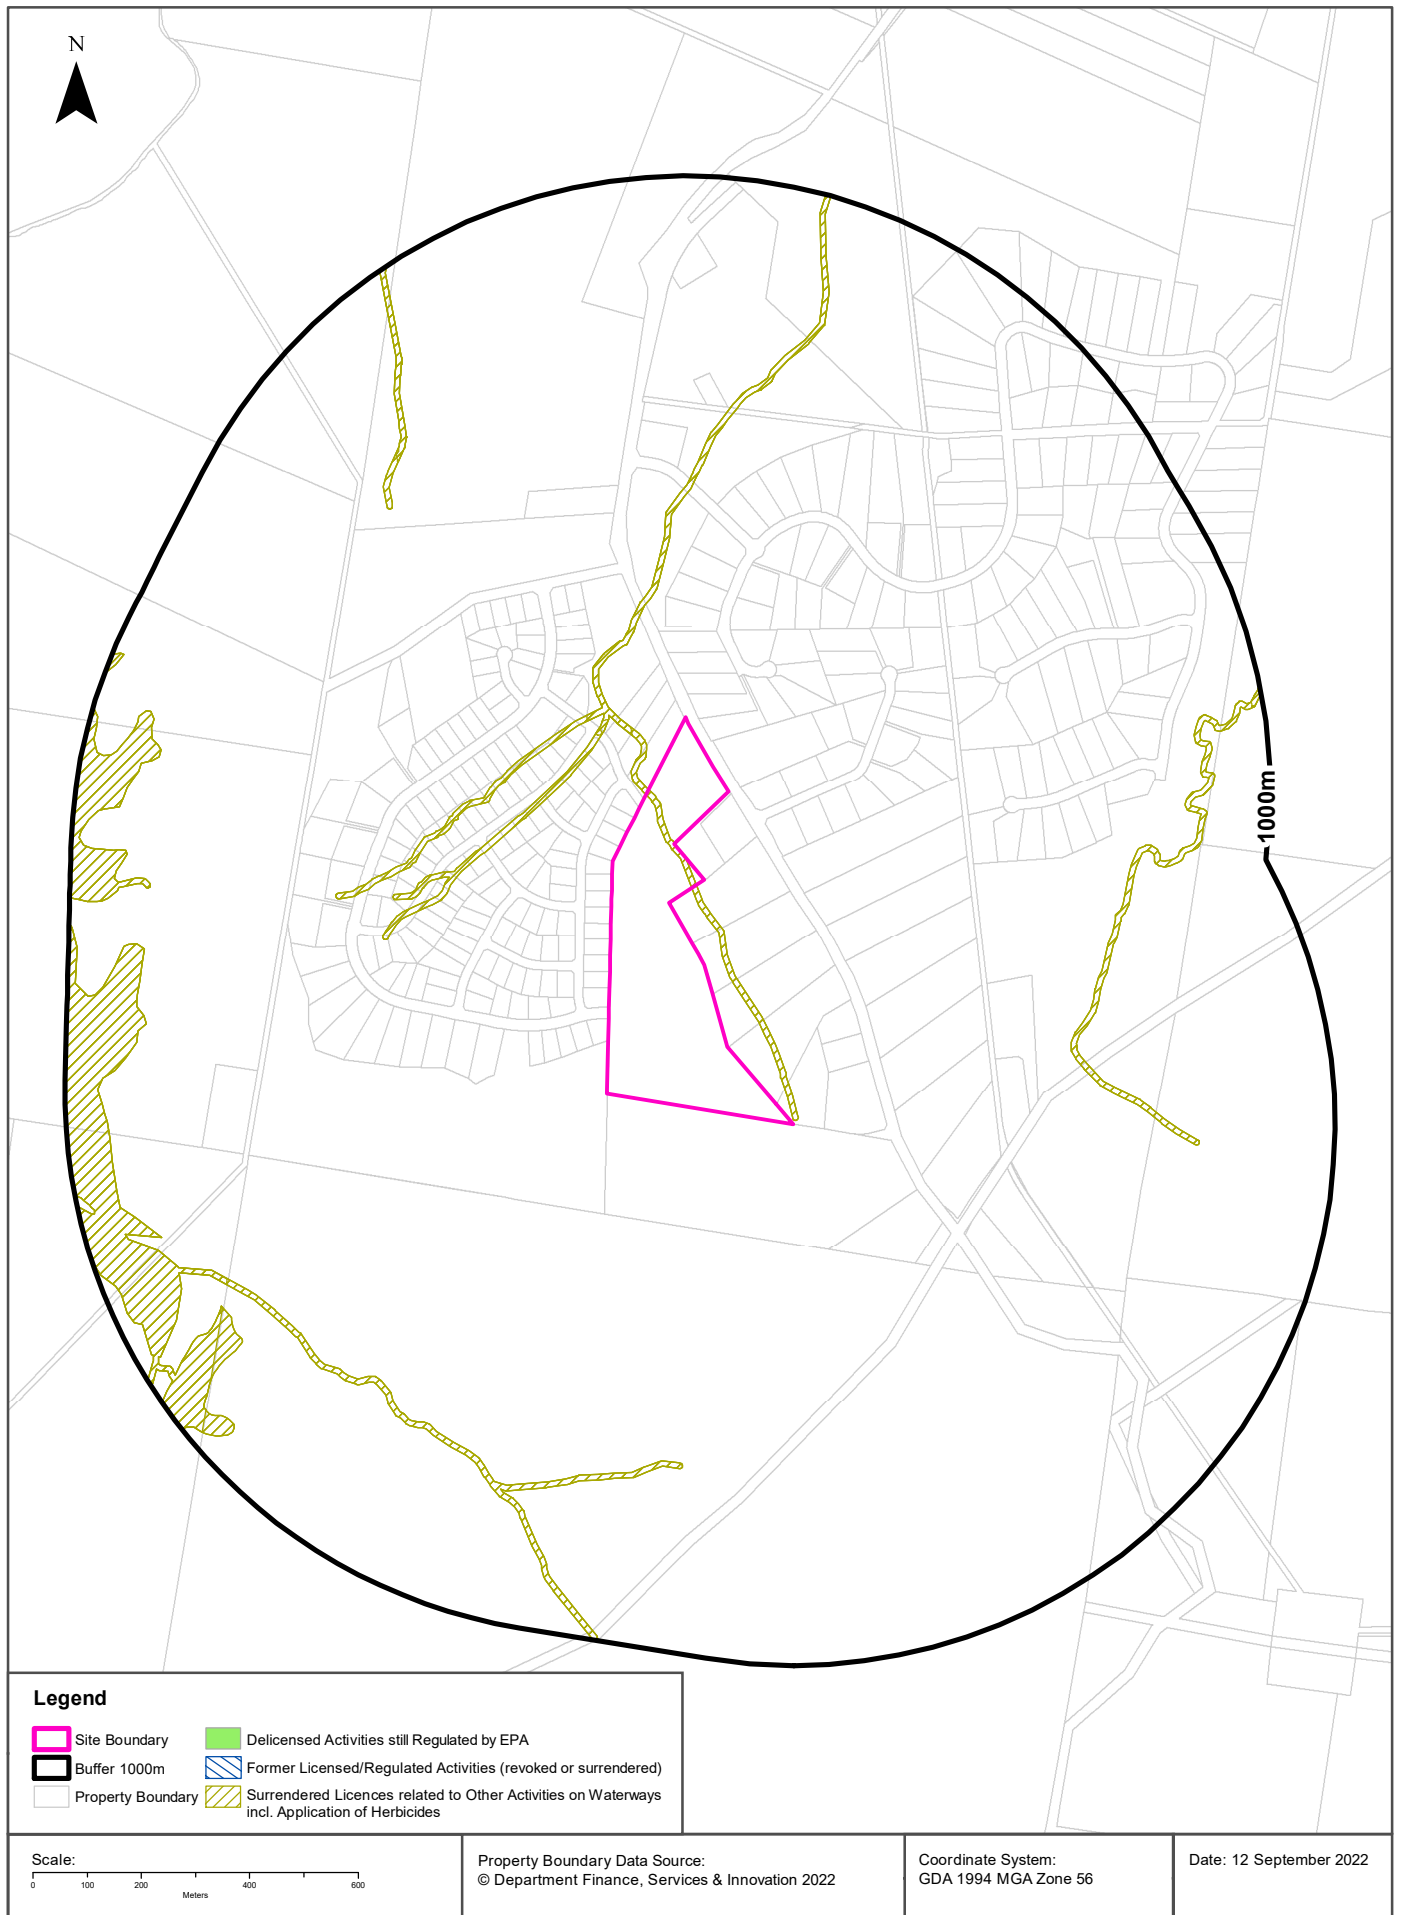 N
1000m
Legend
Site Boundary
Buffer 1000m
Property Boundary
Delicensed Activities still Regulated by EPA
Former Licensed/Regulated Activities (revoked or surrendered)
Surrendered Licences related to Other Activities on Waterways
incl. Application of Herbicides
Scale:
0 100 200 400 600
Meters
Property Boundary Data Source:
© Department Finance, Services & Innovation 2022
Coordinate System:
GDA 1994 MGA Zone 56
Date: 12 September 2022